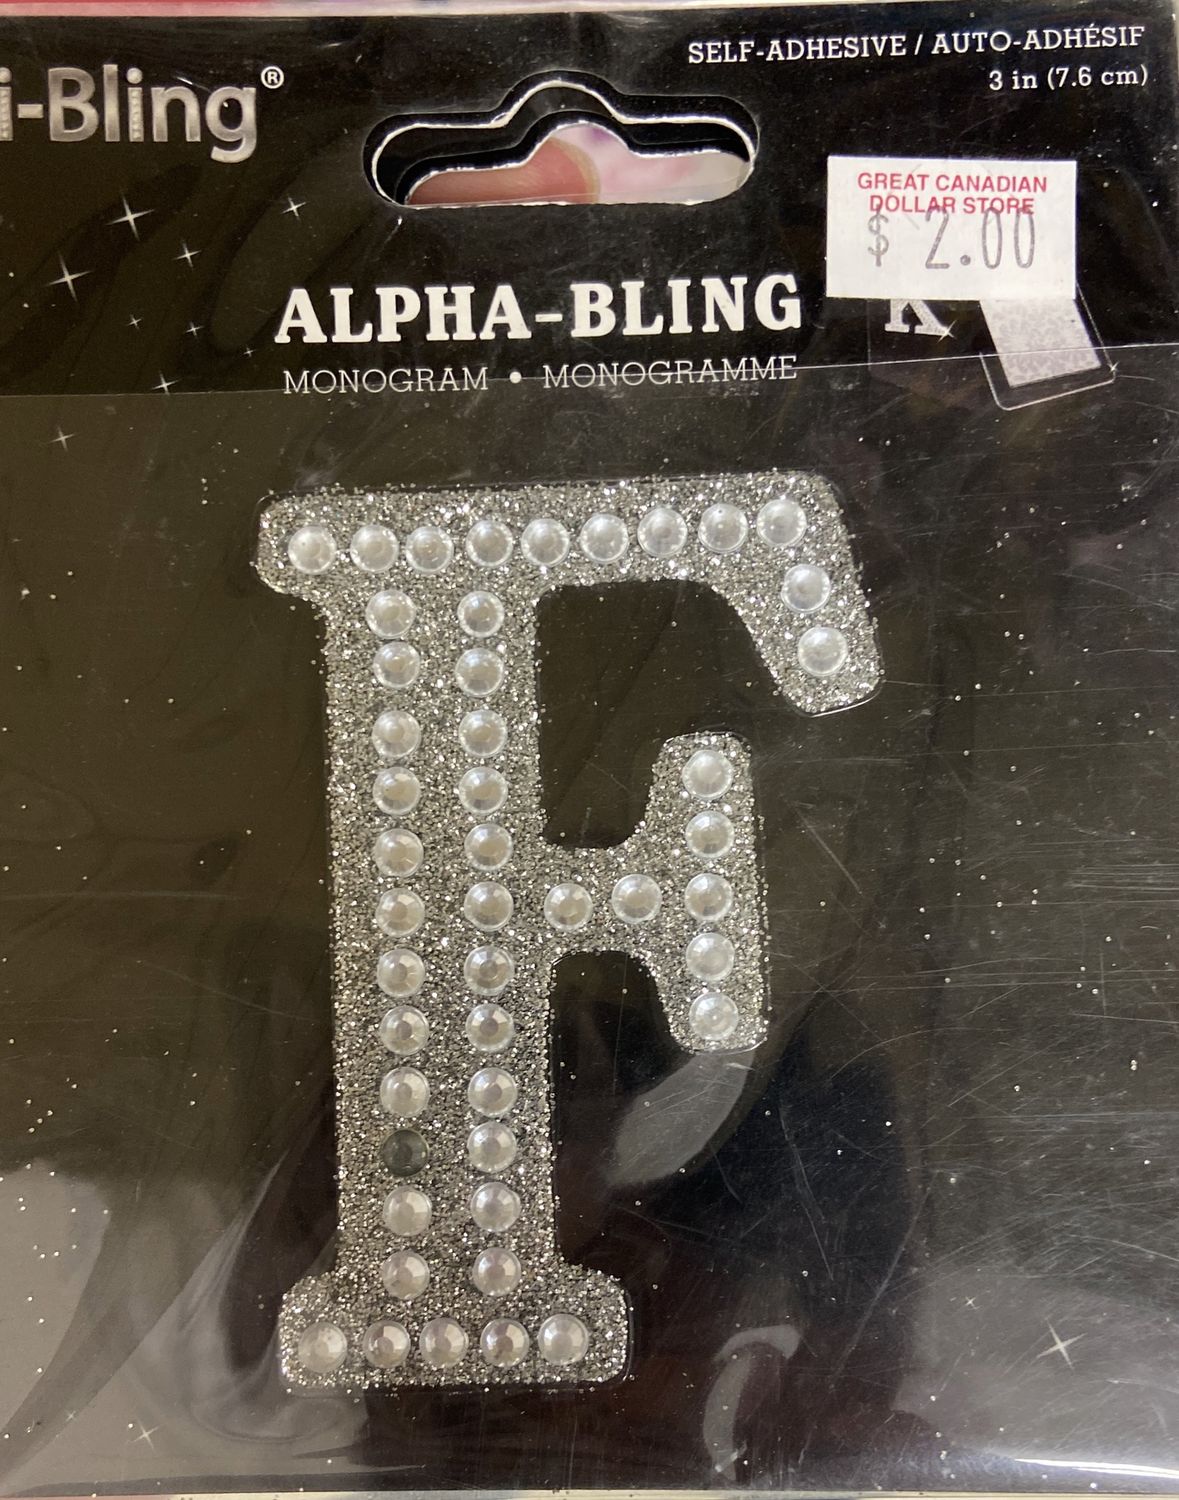 i-Bling®
SELF-ADHESIVE / AUTO-ADHÉSIF
3 in (7.6 cm)
GREAT CANADIAN
DOLLAR STORE
$ 2.00
ALPHA-BLING
K
MONOGRAM • MONOGRAMME
F